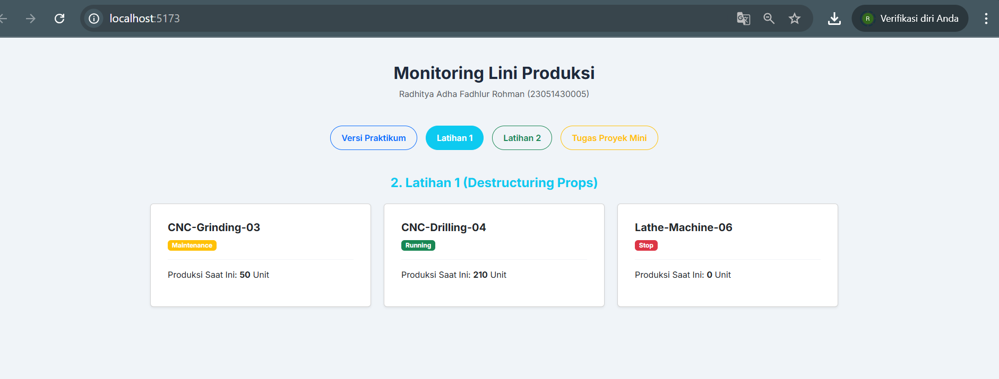 localhost:5173
R Verifikasi diri Anda
Monitoring Lini Produksi
Radhitya Adha Fadhlur Rohman (23051430005)
Versi Praktikum
Latihan 1
Latihan 2
Tugas Proyek Mini
2. Latihan 1 (Destructuring Props)
CNC-Grinding-03
Maintenance
Produksi Saat Ini: 50 Unit
CNC-Drilling-04
Running
Produksi Saat Ini: 210 Unit
Lathe-Machine-06
Stop
Produksi Saat Ini: 0 Unit